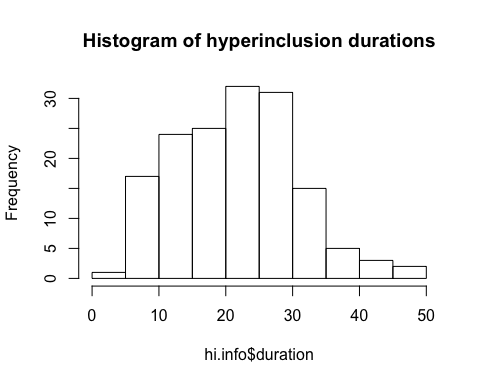 Histogram of hyperinclusion durations
Frequency
30
20
10
5
0
0 10 20 30 40 50
hi.info$duration